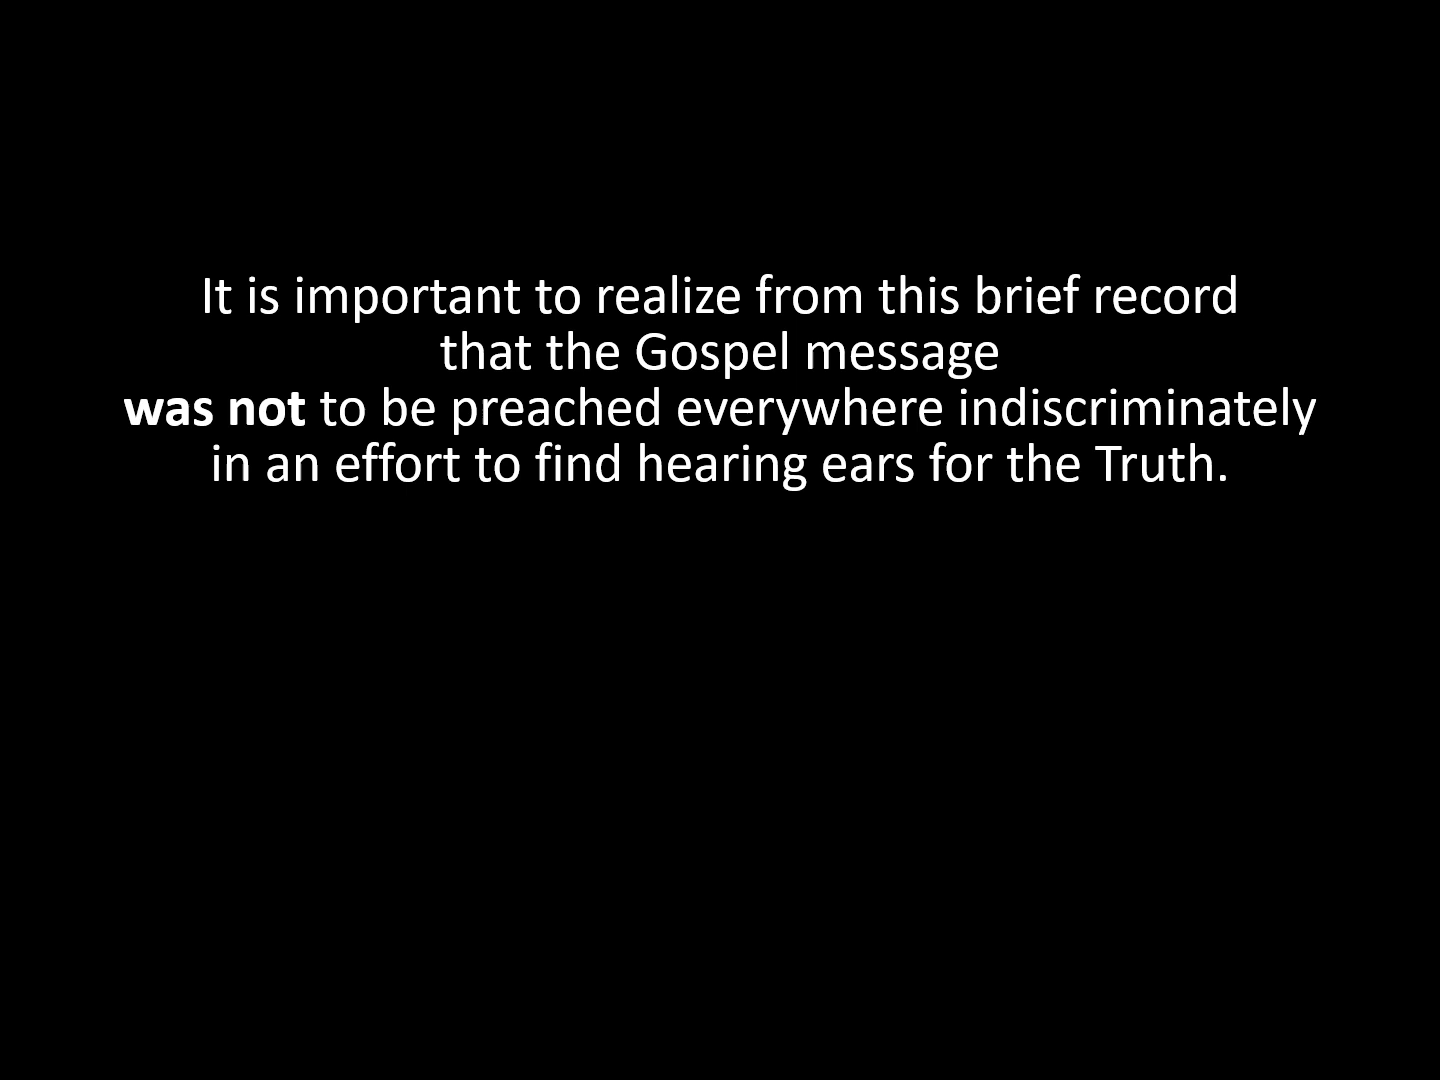 It is important to realize from this brief record
that the Gospel message
was not to be preached everywhere indiscriminately
in an effort to find hearing ears for the Truth.